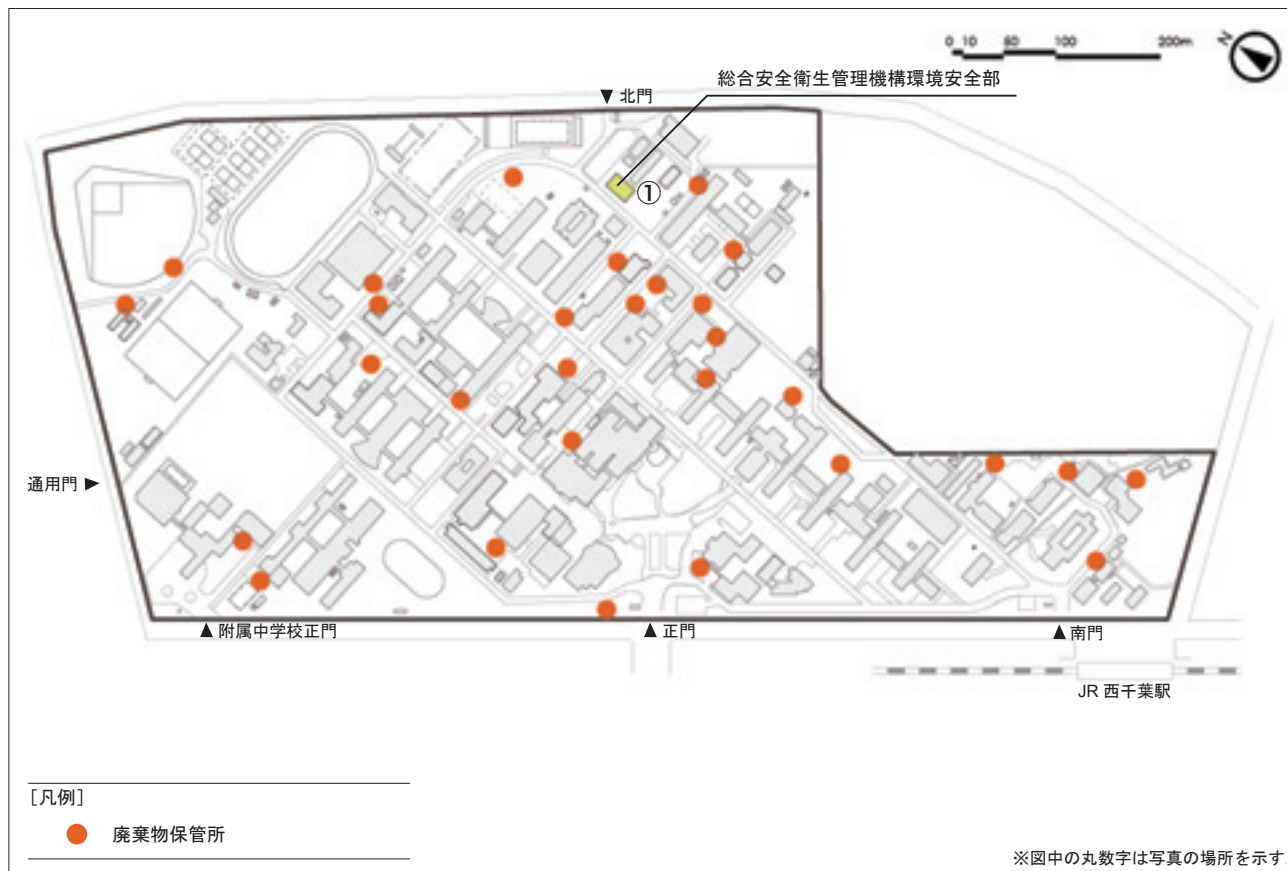 0 10 50 100 200m
N
総合安全衛生管理機構環境安全部
▼北門
①
通用門 ▶
▲附属中学校正門
▲正門
▲南門
JR 西千葉駅
[凡例]
廃棄物保管所
※図中の丸数字は写真の場所を示す。